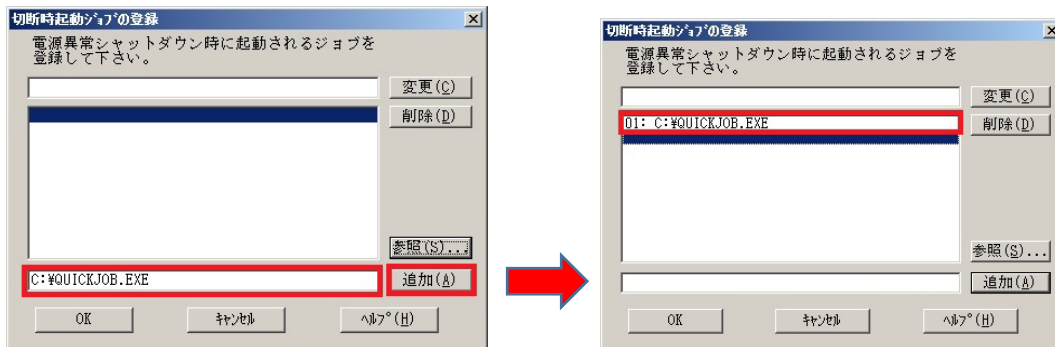 切断時起動ｼﾞｮﾌﾞの登録
電源異常シャットダウン時に起動されるジョブを
登録して下さい。
変更(C)
削除(D)
参照(S)...
C:¥QUICKJOB.EXE
追加(A)
OK
ｷｬﾝｾﾙ
ﾍﾙﾌﾟ(H)
切断時起動ｼﾞｮﾌﾞの登録
電源異常シャットダウン時に起動されるジョブを
登録して下さい。
変更(C)
01: C:¥QUICKJOB.EXE
削除(D)
参照(S)...
追加(A)
OK
ｷｬﾝｾﾙ
ﾍﾙﾌﾟ(H)